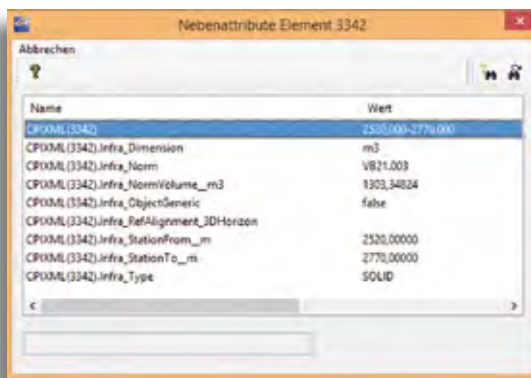 Nebenattribute Element 3342
Abbrechen
Name Wert
CPIXML(3342) 2520,000-2770,000
CPIXML(3342).Infra_Dimension m3
CPIXML(3342).Infra_Norm VB21.003
CPIXML(3342).Infra_NormVolume__m3 1303,34824
CPIXML(3342).Infra_ObjectGeneric false
CPIXML(3342).Infra_RefAlignment_3DHorizon
CPIXML(3342).Infra_StationFrom__m 2520,00000
CPIXML(3342).Infra_StationTo__m 2770,00000
CPIXML(3342).Infra_Type SOLID